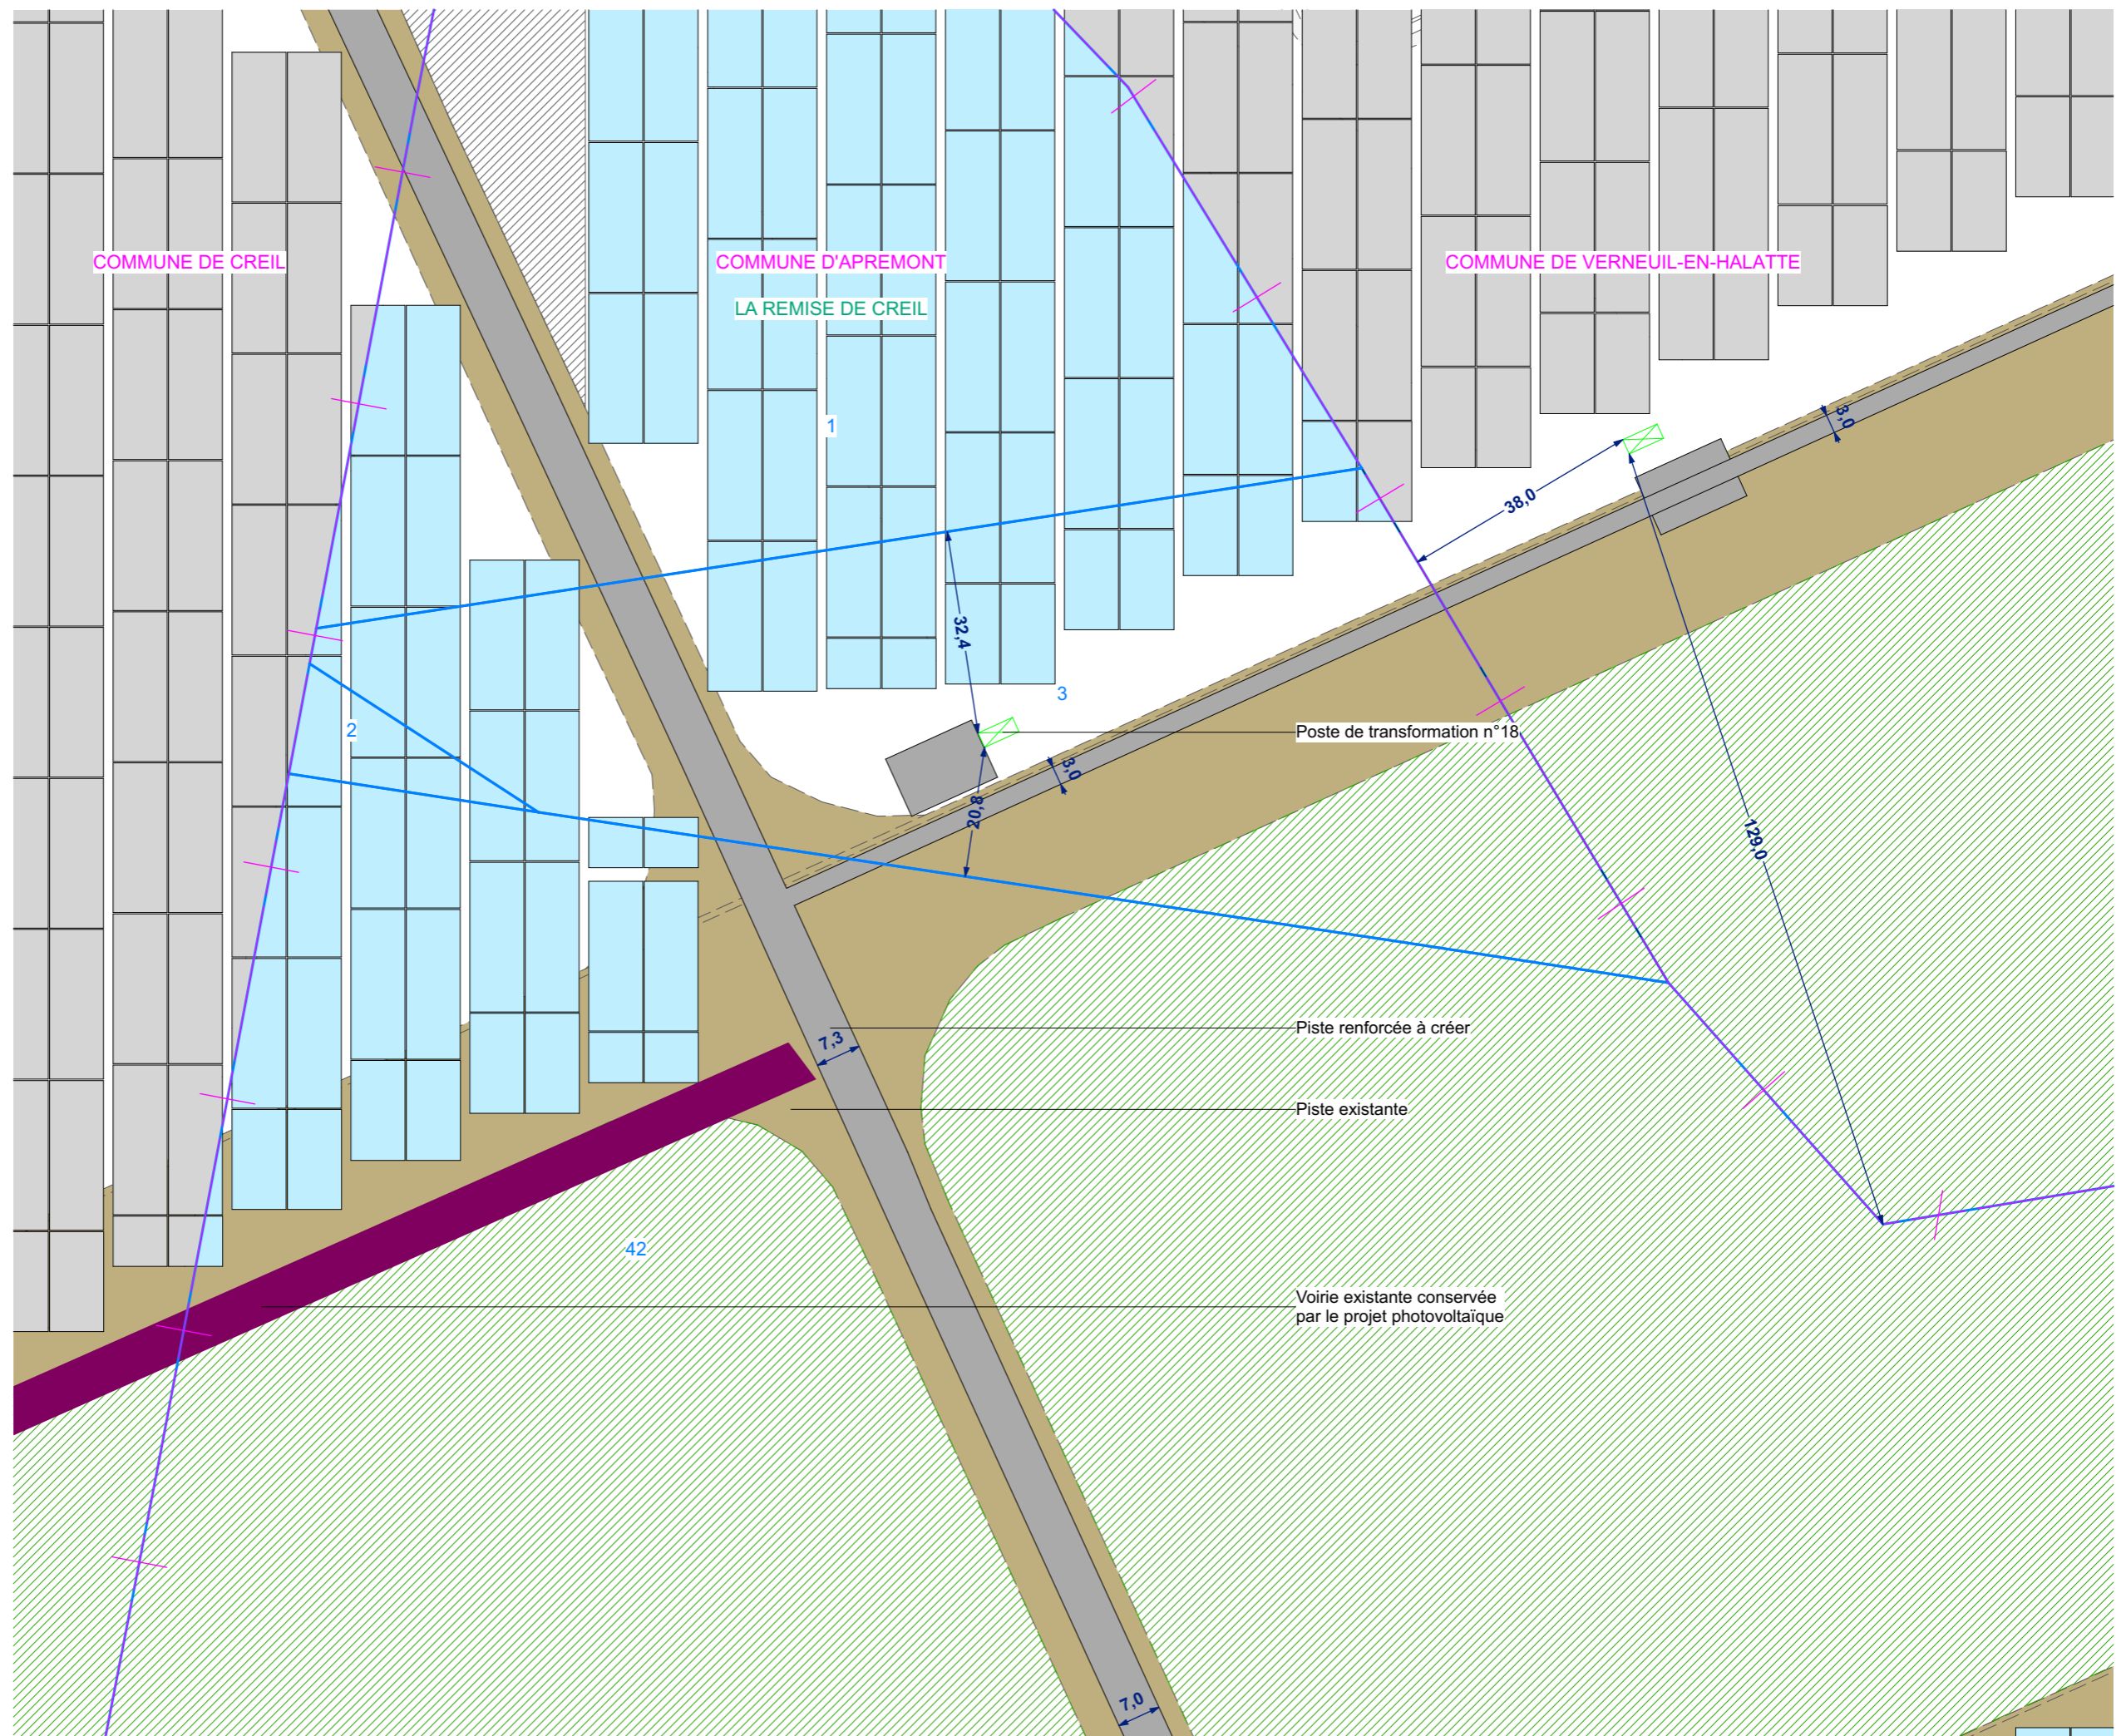 COMMUNE DE CREIL
COMMUNE D'APREMONT
COMMUNE DE VERNEUIL-EN-HALATTE
LA REMISE DE CREIL
1
3,0
38,0
32,4
3
2
Poste de transformation n°18
3,0
20,8
129,0
Piste renforcée à créer
7,3
Piste existante
42
Voirie existante conservée
par le projet photovoltaïque
7,0